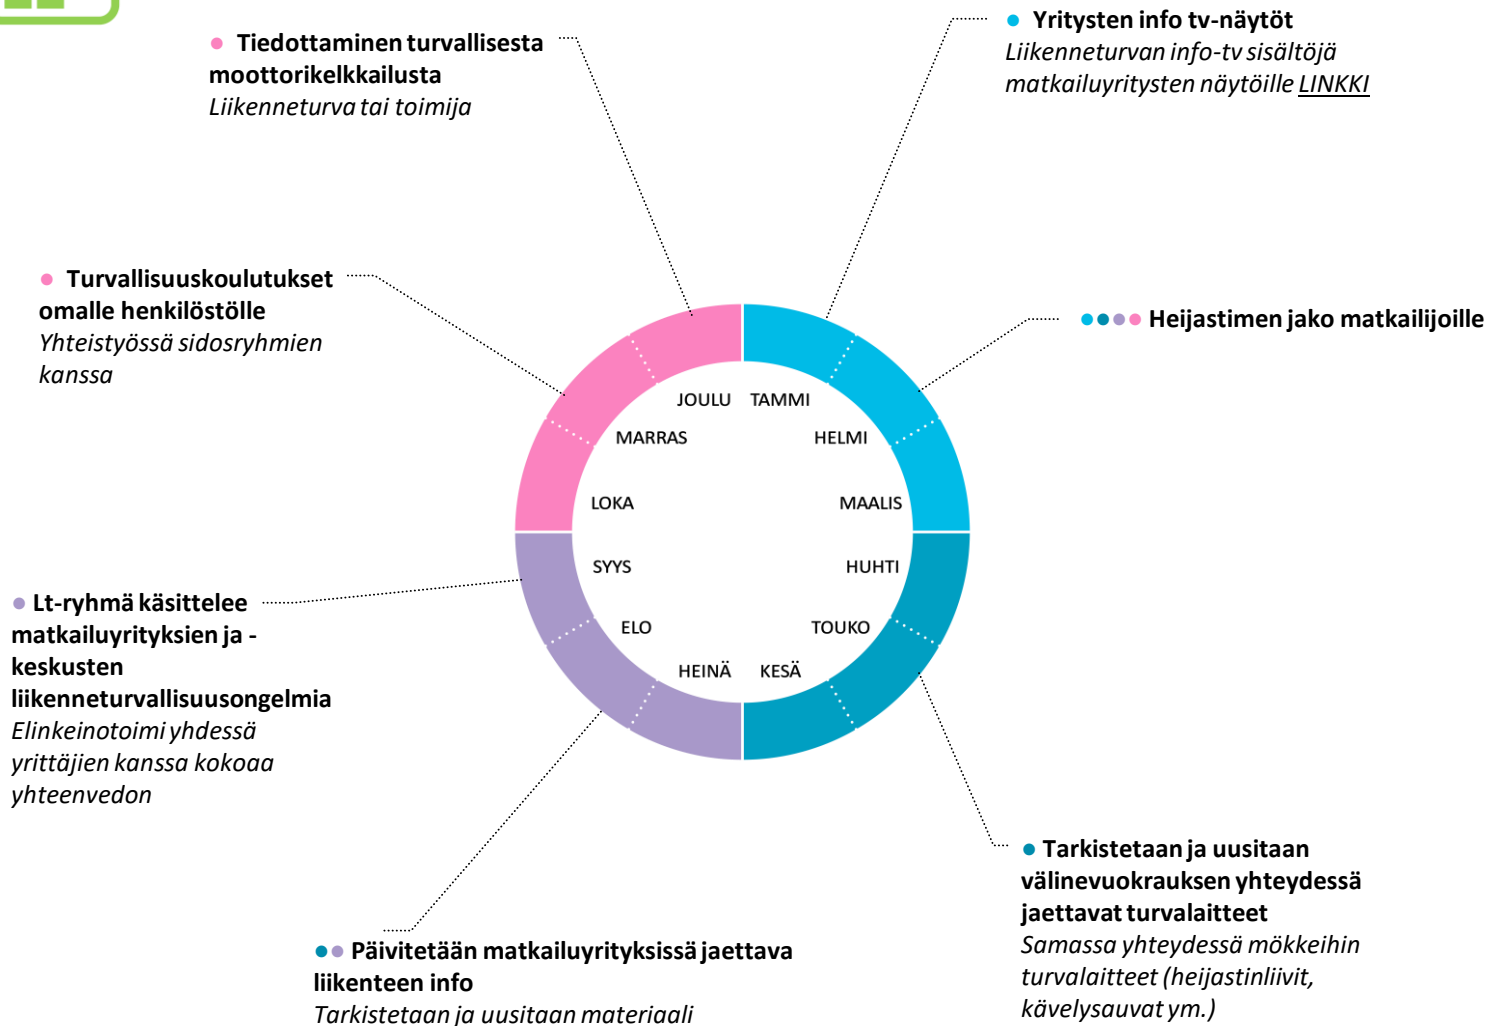 ● Tiedottaminen turvallisesta
moottorikelkkailusta
Liikenneturva tai toimija
● Yritysten info tv-näytöt
Liikenneturvan info-tv sisältöjä
matkailuyritysten näytöille LINKKI
● Turvallisuuskoulutukset
omalle henkilöstölle
Yhteistyössä sidosryhmien
kanssa
●●●● Heijastimen jako matkailijoille
JOULU TAMMI
MARRAS HELMI
LOKA MAALIS
SYYS HUHTI
ELO TOUKO
HEINÄ KESÄ
● Lt-ryhmä käsittelee
matkailuyrityksien ja -
keskusten
liikenneturvallisuusongelmia
Elinkeinotoimi yhdessä
yrittäjien kanssa kokoaa
yhteenvedon
● Tarkistetaan ja uusitaan
välinevuokrauksen yhteydessä
jaettavat turvalaitteet
Samassa yhteydessä mökkeihin
turvalaitteet (heijastinliivit,
kävelysauvat ym.)
●● Päivitetään matkailuyrityksissä jaettava
liikenteen info
Tarkistetaan ja uusitaan materiaali